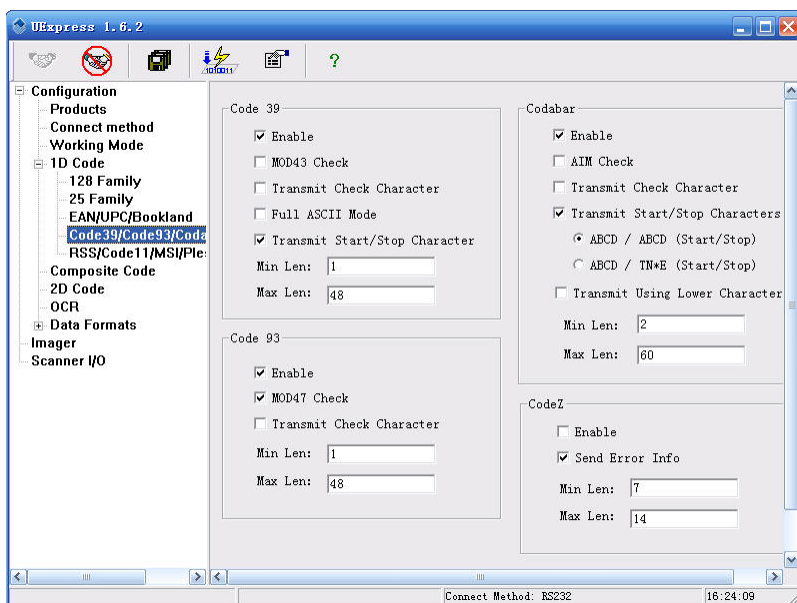 UExpress 1.6.2
1010011
?
Configuration
Products
Connect method
Working Mode
1D Code
128 Family
25 Family
EAN/UPC/Bookland
Code39/Code93/Coda
RSS/Code11/MSI/Ple
Composite Code
2D Code
OCR
Data Formats
Imager
Scanner I/O
Code 39
Enable
MOD43 Check
Transmit Check Character
Full ASCII Mode
Transmit Start/Stop Character
Min Len: 1
Max Len: 48
Code 93
Enable
MOD47 Check
Transmit Check Character
Min Len: 1
Max Len: 48
Codabar
Enable
AIM Check
Transmit Check Character
Transmit Start/Stop Characters
ABCD / ABCD (Start/Stop)
ABCD / TN*E (Start/Stop)
Transmit Using Lower Character
Min Len: 2
Max Len: 60
CodeZ
Enable
Send Error Info
Min Len: 7
Max Len: 14
Connect Method: RS232
16:24:09